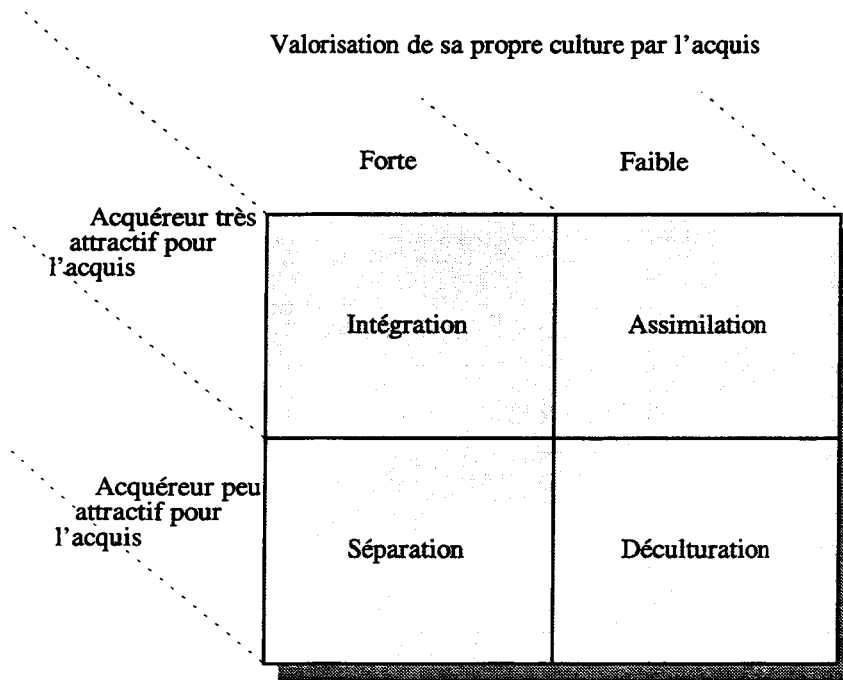 Valorisation de sa propre culture par l'acquis
Forte Faible
Acquéreur très
attractif pour
l'acquis
Intégration Assimilation
Acquéreur peu
attractif pour
l'acquis
Séparation Déculturation